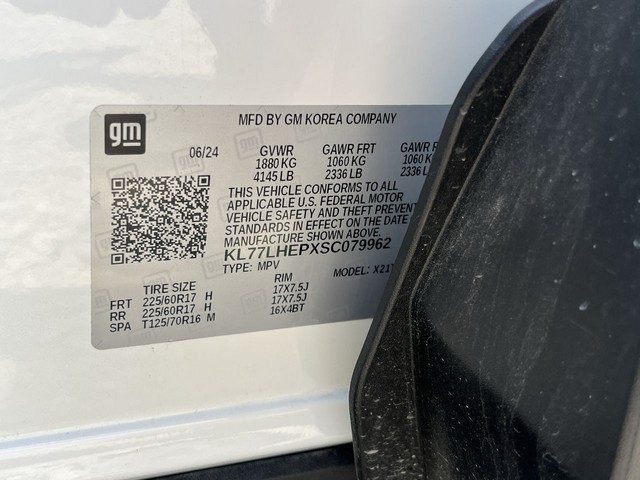 gm
MFD BY GM KOREA COMPANY
06/24 GVWR GAWR FRT GAWR
1880 KG 1060 KG 1060 KG
4145 LB 2336 LB 2336
THIS VEHICLE CONFORMS TO ALL
APPLICABLE U.S. FEDERAL MOTOR
VEHICLE SAFETY AND THEFT PREVENT
STANDARDS IN EFFECT ON THE DATE
MANUFACTURE SHOWN ABOVE.
KL77LHEPXSC079962
TYPE: MPV MODEL: X21
TIRE SIZE RIM
FRT 225/60R17 H 17X7.5J
RR 225/60R17 H 17X7.5J
SPA T125/70R16 M 16X4BT